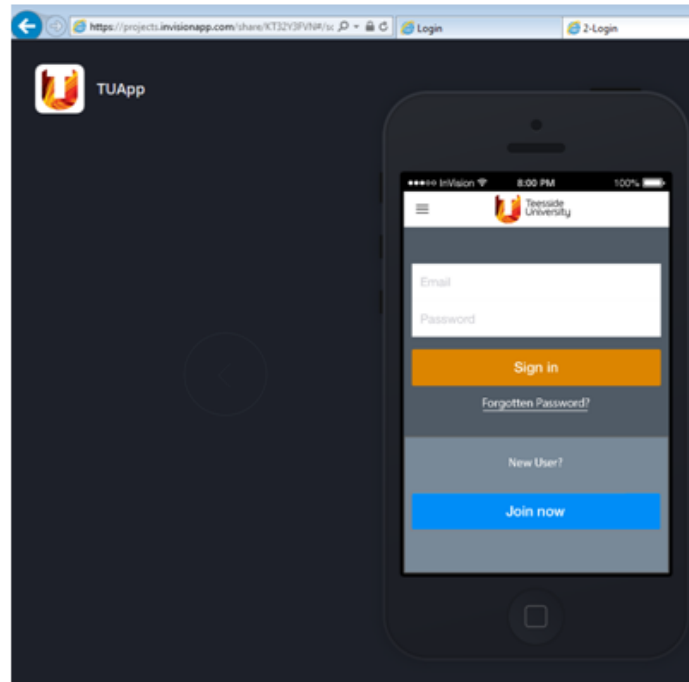 https://projects.invisionapp.com/share/KT32Y3FVN#/sc
Login
2-Login
TUApp
InVision
8:00 PM
100%
Teesside
University
Email
Password
Sign in
Forgotten Password?
New User?
Join now